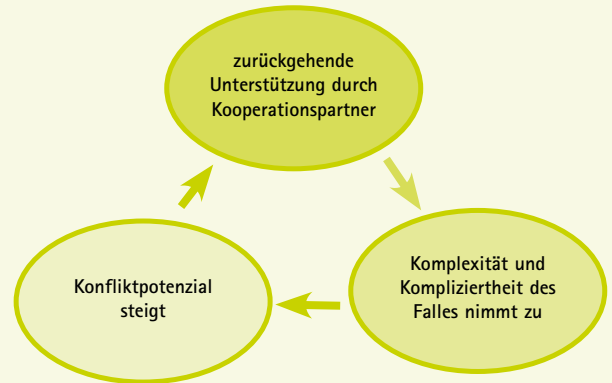 zurückgehende
Unterstützung durch
Kooperationspartner
Komplexität und
Kompliziertheit des
Falles nimmt zu
Konfliktpotenzial
steigt